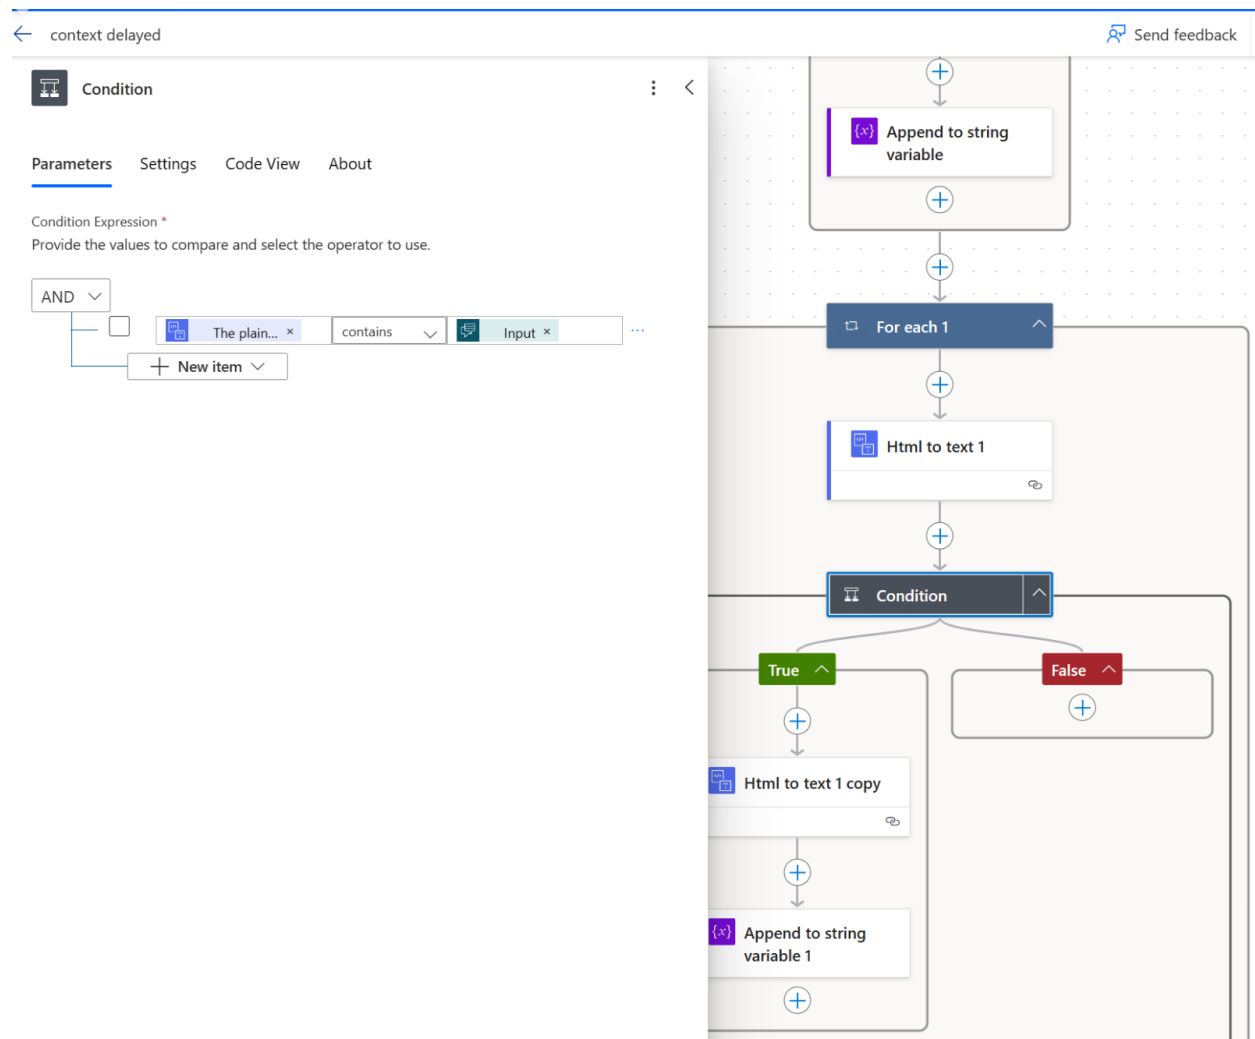 context delayed
Send feedback
Condition
Parameters
Settings
Code View
About
Condition Expression *
Provide the values to compare and select the operator to use.
AND
The plain... ×
contains
Input ×
...
New item
{x} Append to string
variable
For each 1
Html to text 1
Condition
True
False
Html to text 1 copy
{x} Append to string
variable 1